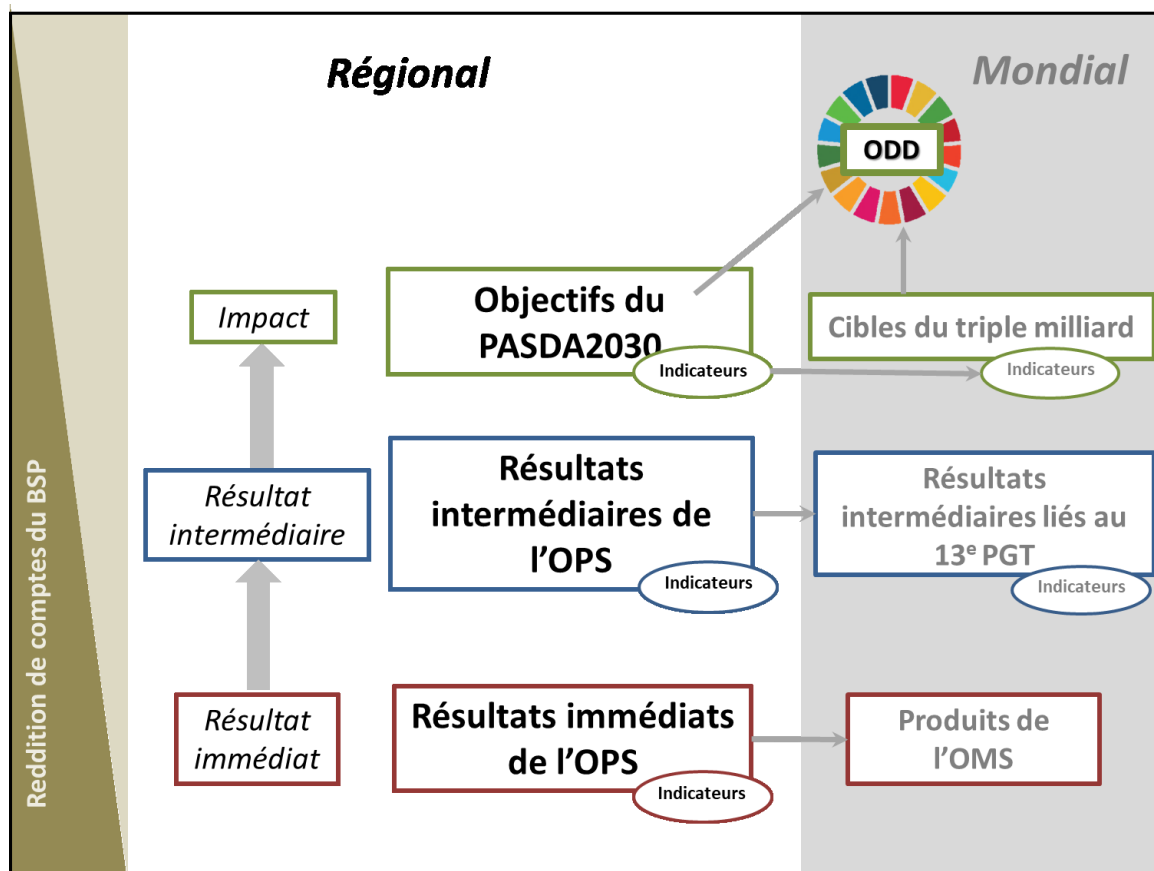 Régional
Mondial
ODD
Impact
Objectifs du
PASDA2030
Indicateurs
Cibles du triple milliard
Indicateurs
Résultat
intermédiaire
Résultats
intermédiaires de
l’OPS
Indicateurs
Résultats
intermédiaires liés au
13e PGT
Indicateurs
Résultat
immédiat
Résultats immédiats
de l’OPS
Indicateurs
Produits de
l’OMS
Reddition de comptes du BSP